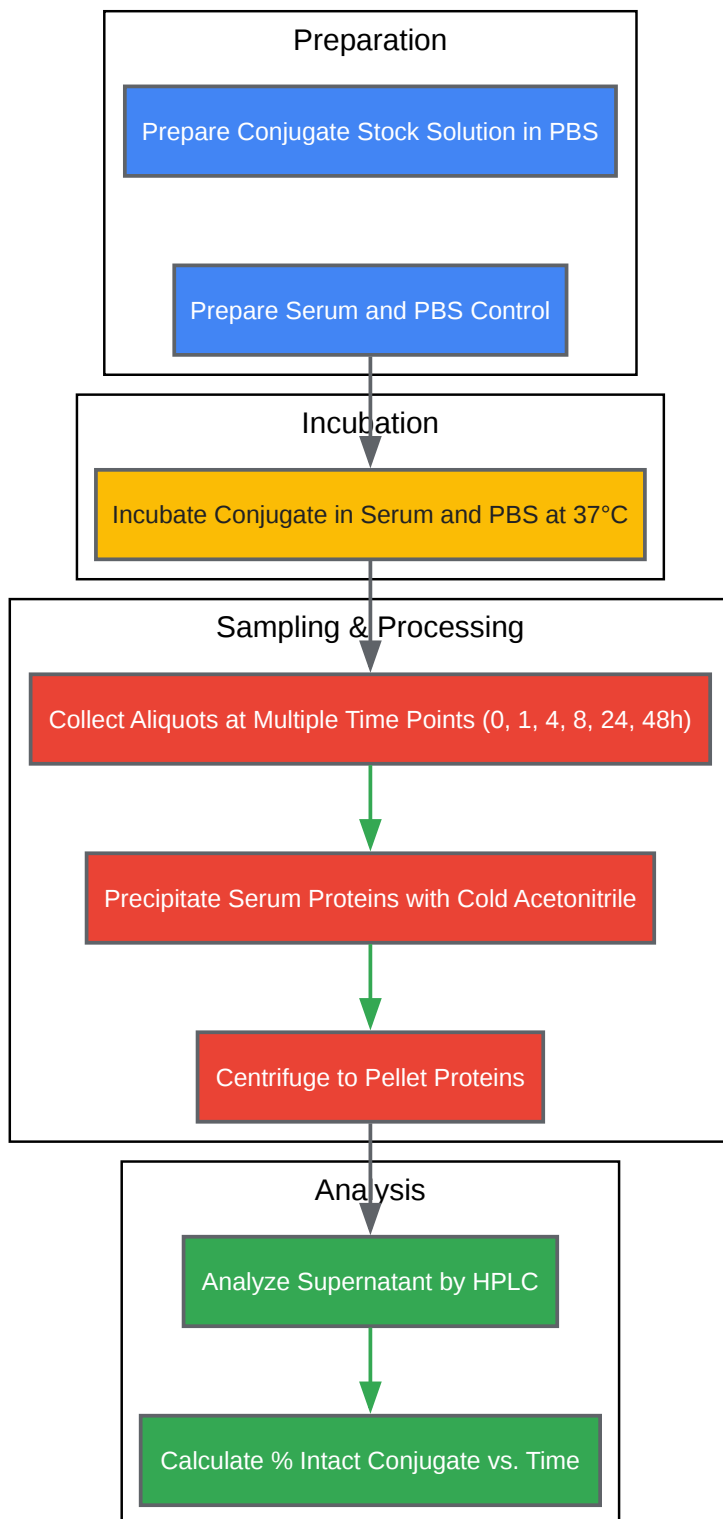 Preparation
Prepare Conjugate Stock Solution in PBS
Prepare Serum and PBS Control
Incubation
Incubate Conjugate in Serum and PBS at 37°C
Sampling & Processing
Collect Aliquots at Multiple Time Points (0, 1, 4, 8, 24, 48h)
Precipitate Serum Proteins with Cold Acetonitrile
Centrifuge to Pellet Proteins
Analysis
Analyze Supernatant by HPLC
Calculate % Intact Conjugate vs. Time